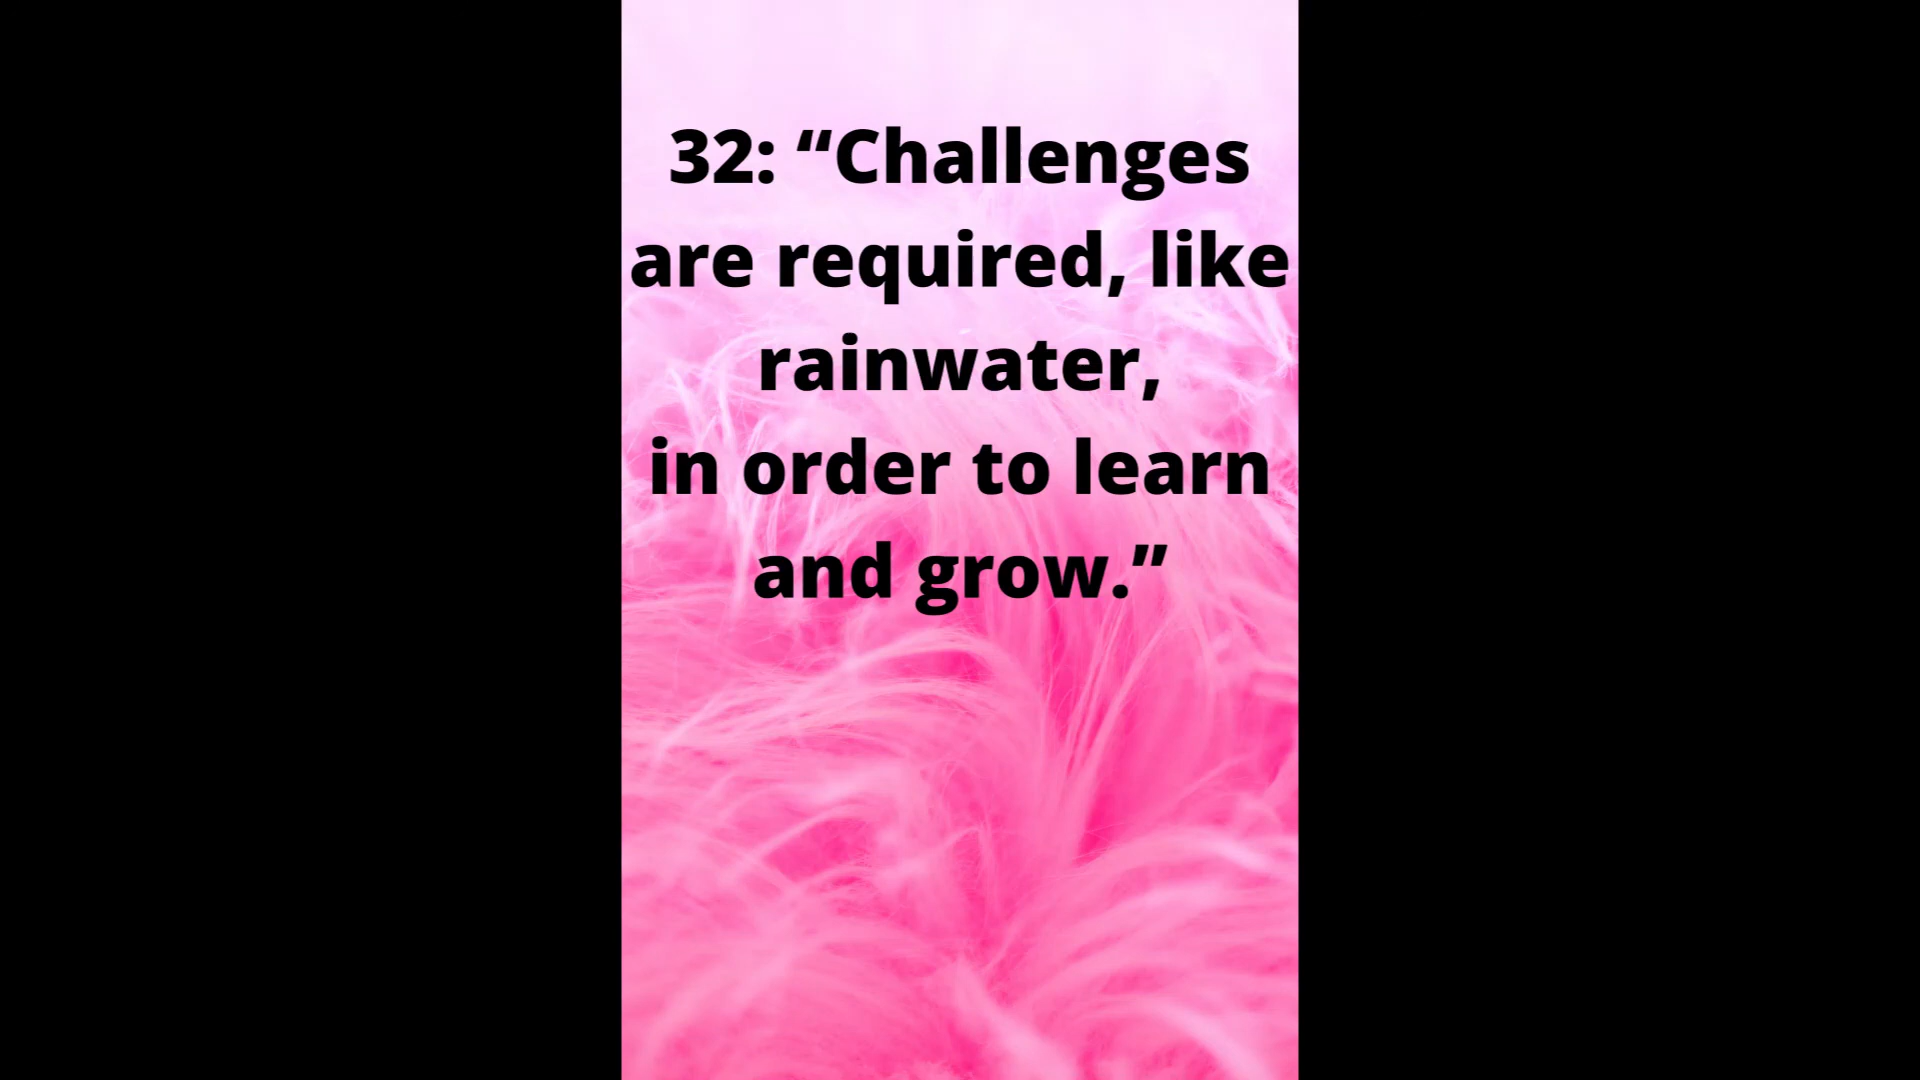 32: “Challenges
are required, like
rainwater,
in order to learn
and grow.”